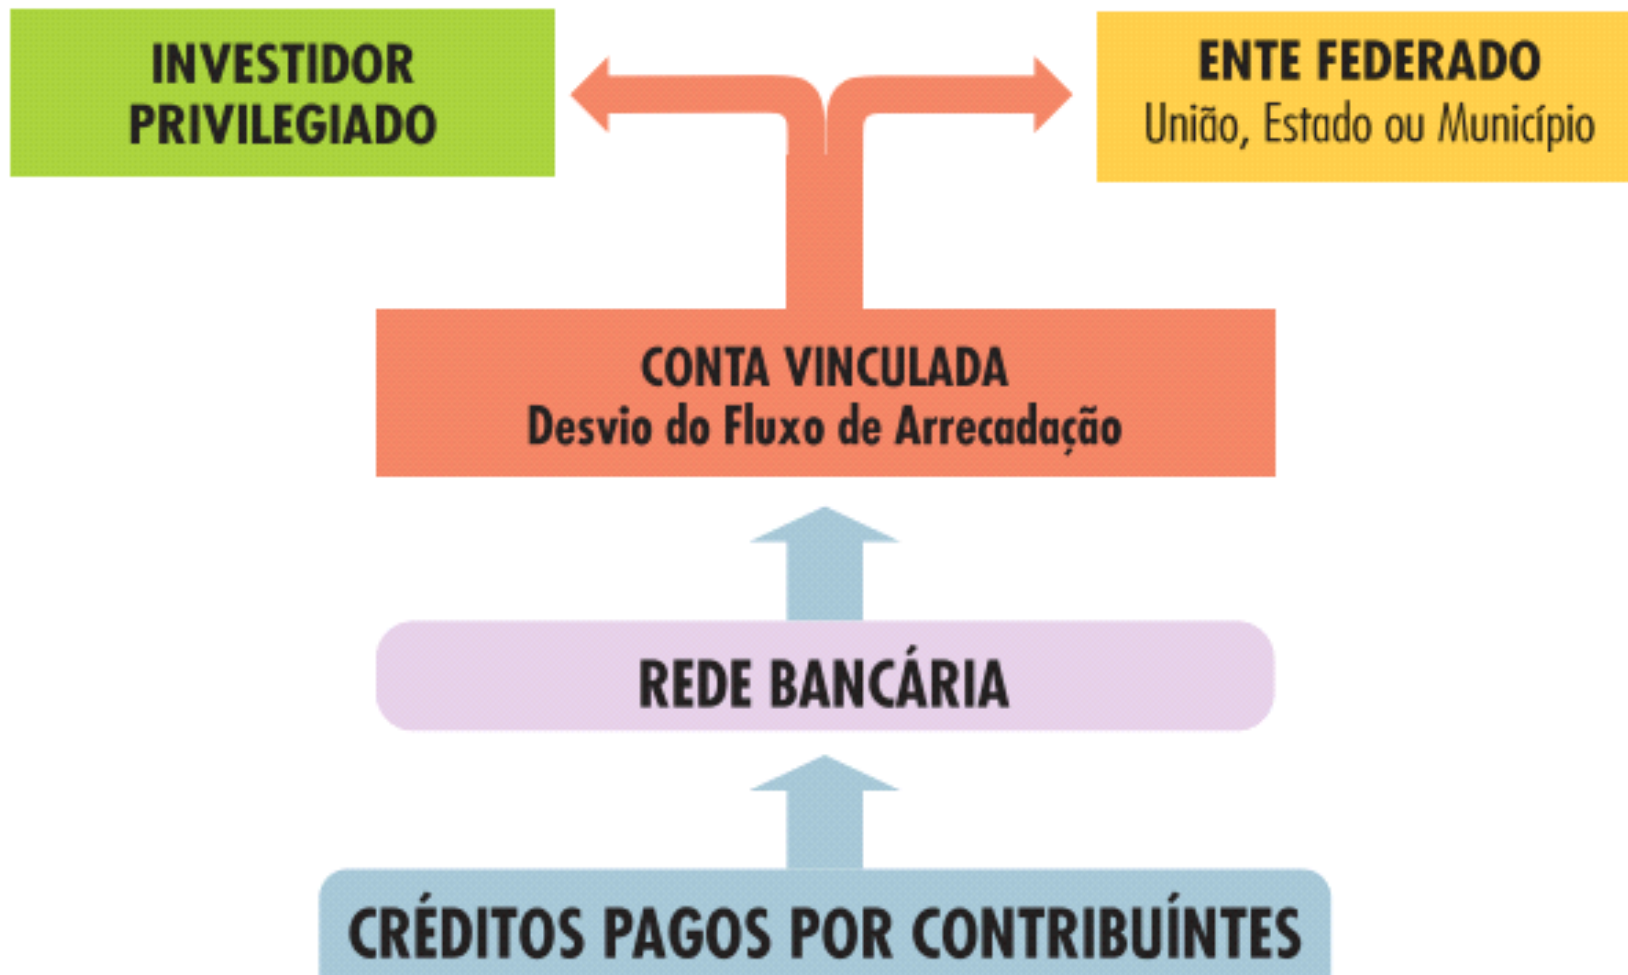 INVESTIDOR
PRIVILEGIADO
ENTE FEDERADO
União, Estado ou Município
CONTA VINCULADA
Desvio do Fluxo de Arrecadação
REDE BANCÁRIA
CRÉDITOS PAGOS POR CONTRIBUÍNTES